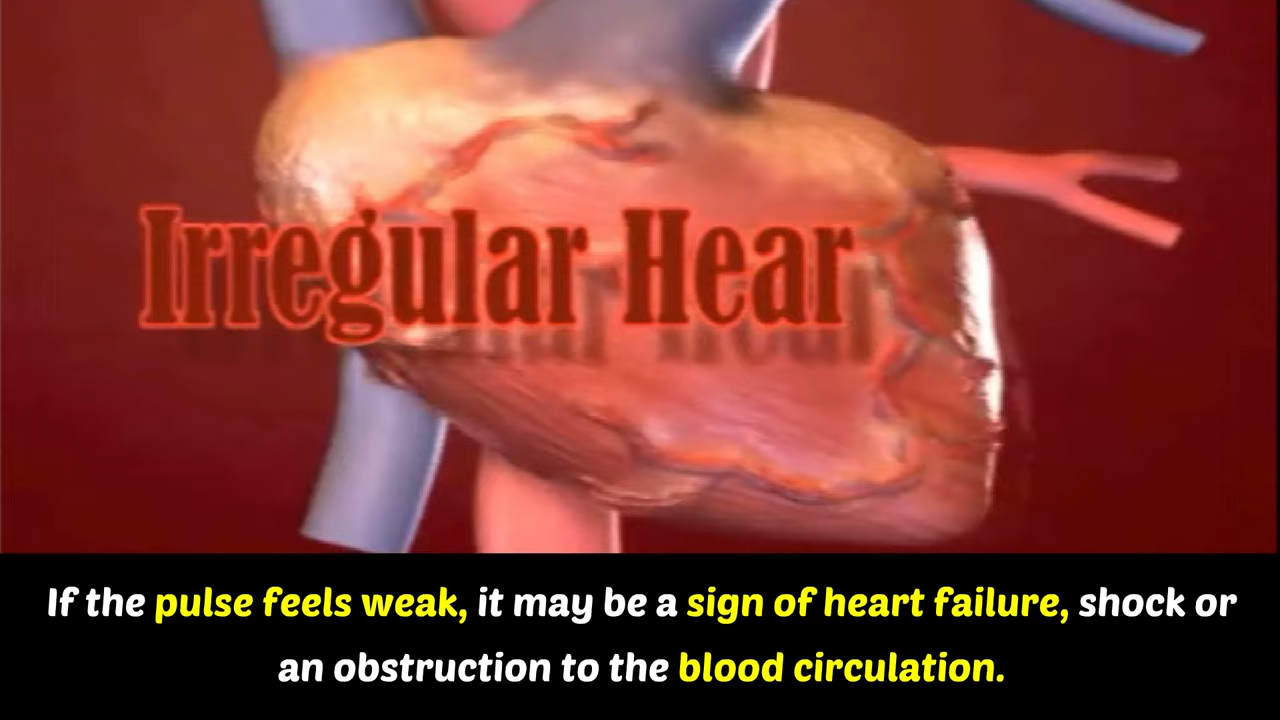 Irregular Hear
If the pulse feels weak, it may be a sign of heart failure, shock or
an obstruction to the blood circulation.